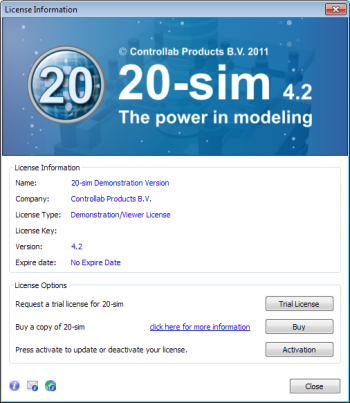 License Information
© Controllab Products B.V. 2011
20
20-sim 4.2
The power in modeling
License Information
Name: 20-sim Demonstration Version
Company: Controllab Products B.V.
License Type: Demonstration/Viewer License
License Key:
Version: 4.2
Expire date: No Expire Date
License Options
Request a trial license for 20-sim Trial License
Buy a copy of 20-sim click here for more information Buy
Press activate to update or deactivate your license. Activation
Close